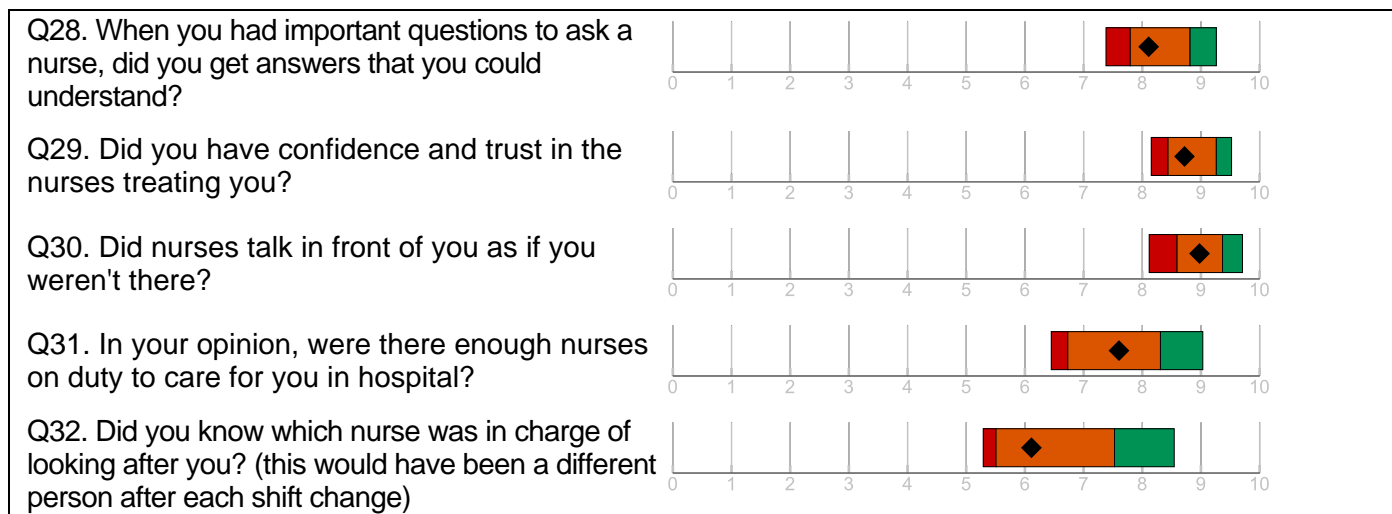 Q28. When you had important questions to ask a
nurse, did you get answers that you could
understand?
0 1 2 3 4 5 6 7 8 9 10
Q29. Did you have confidence and trust in the
nurses treating you?
0 1 2 3 4 5 6 7 8 9 10
Q30. Did nurses talk in front of you as if you
weren't there?
0 1 2 3 4 5 6 7 8 9 10
Q31. In your opinion, were there enough nurses
on duty to care for you in hospital?
0 1 2 3 4 5 6 7 8 9 10
Q32. Did you know which nurse was in charge of
looking after you? (this would have been a different
person after each shift change)
0 1 2 3 4 5 6 7 8 9 10